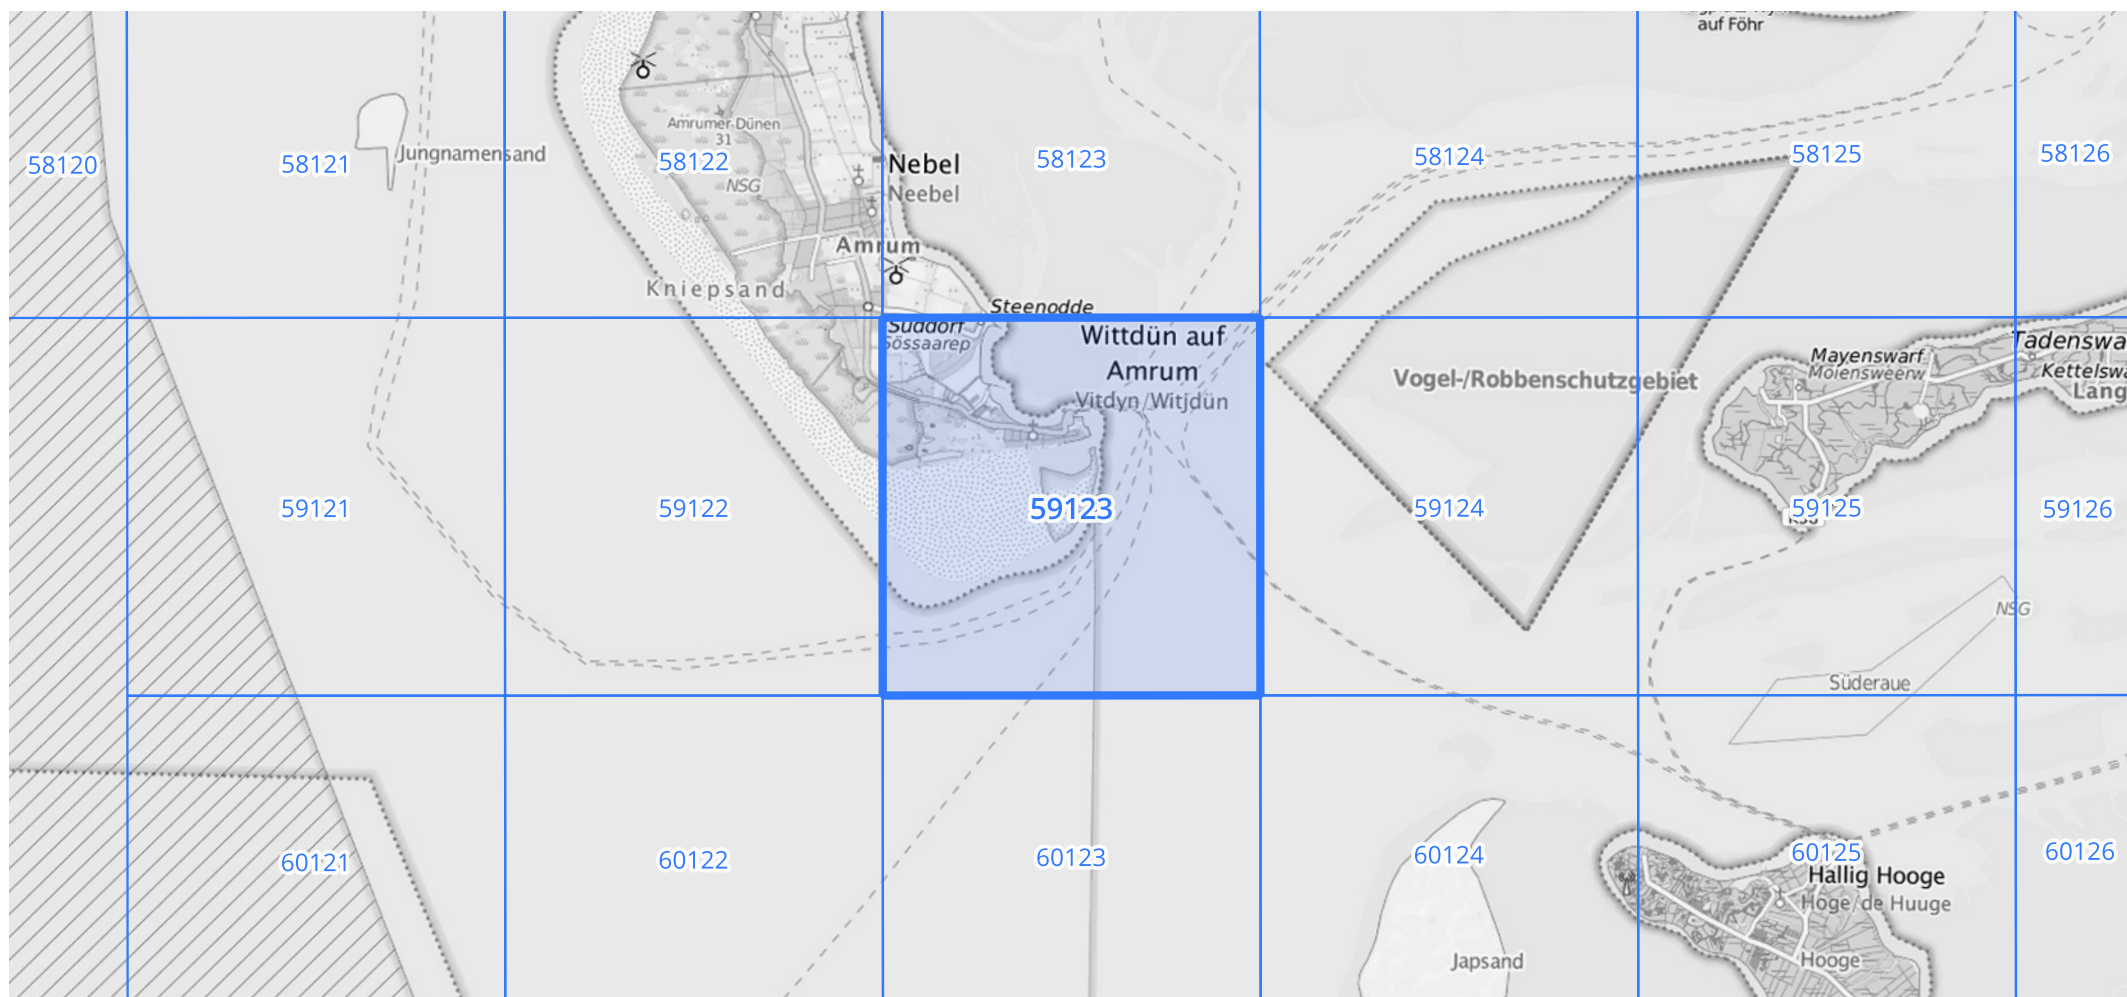 auf Föhr
Amrumer Dünen
31
Jungnamensand
58120
58121
58122
58123
58124
58125
58126
Nebel
Neebel
NSG
Amrum
Kniepsand
Steenodde
Süddorf
Sössaarep
Wittdün auf
Amrum
Vitdyn/Witjdün
Vogel-/Robbenschutzgebiet
Mayenswarf
Moiensweerw
Tadenswa
Kettelswa
Lang
59121
59122
59123
59124
59125
59126
NSG
Süderaue
60121
60122
60123
60124
60125
60126
Hallig Hooge
Hoge/de Huuge
Japsand
Hooge